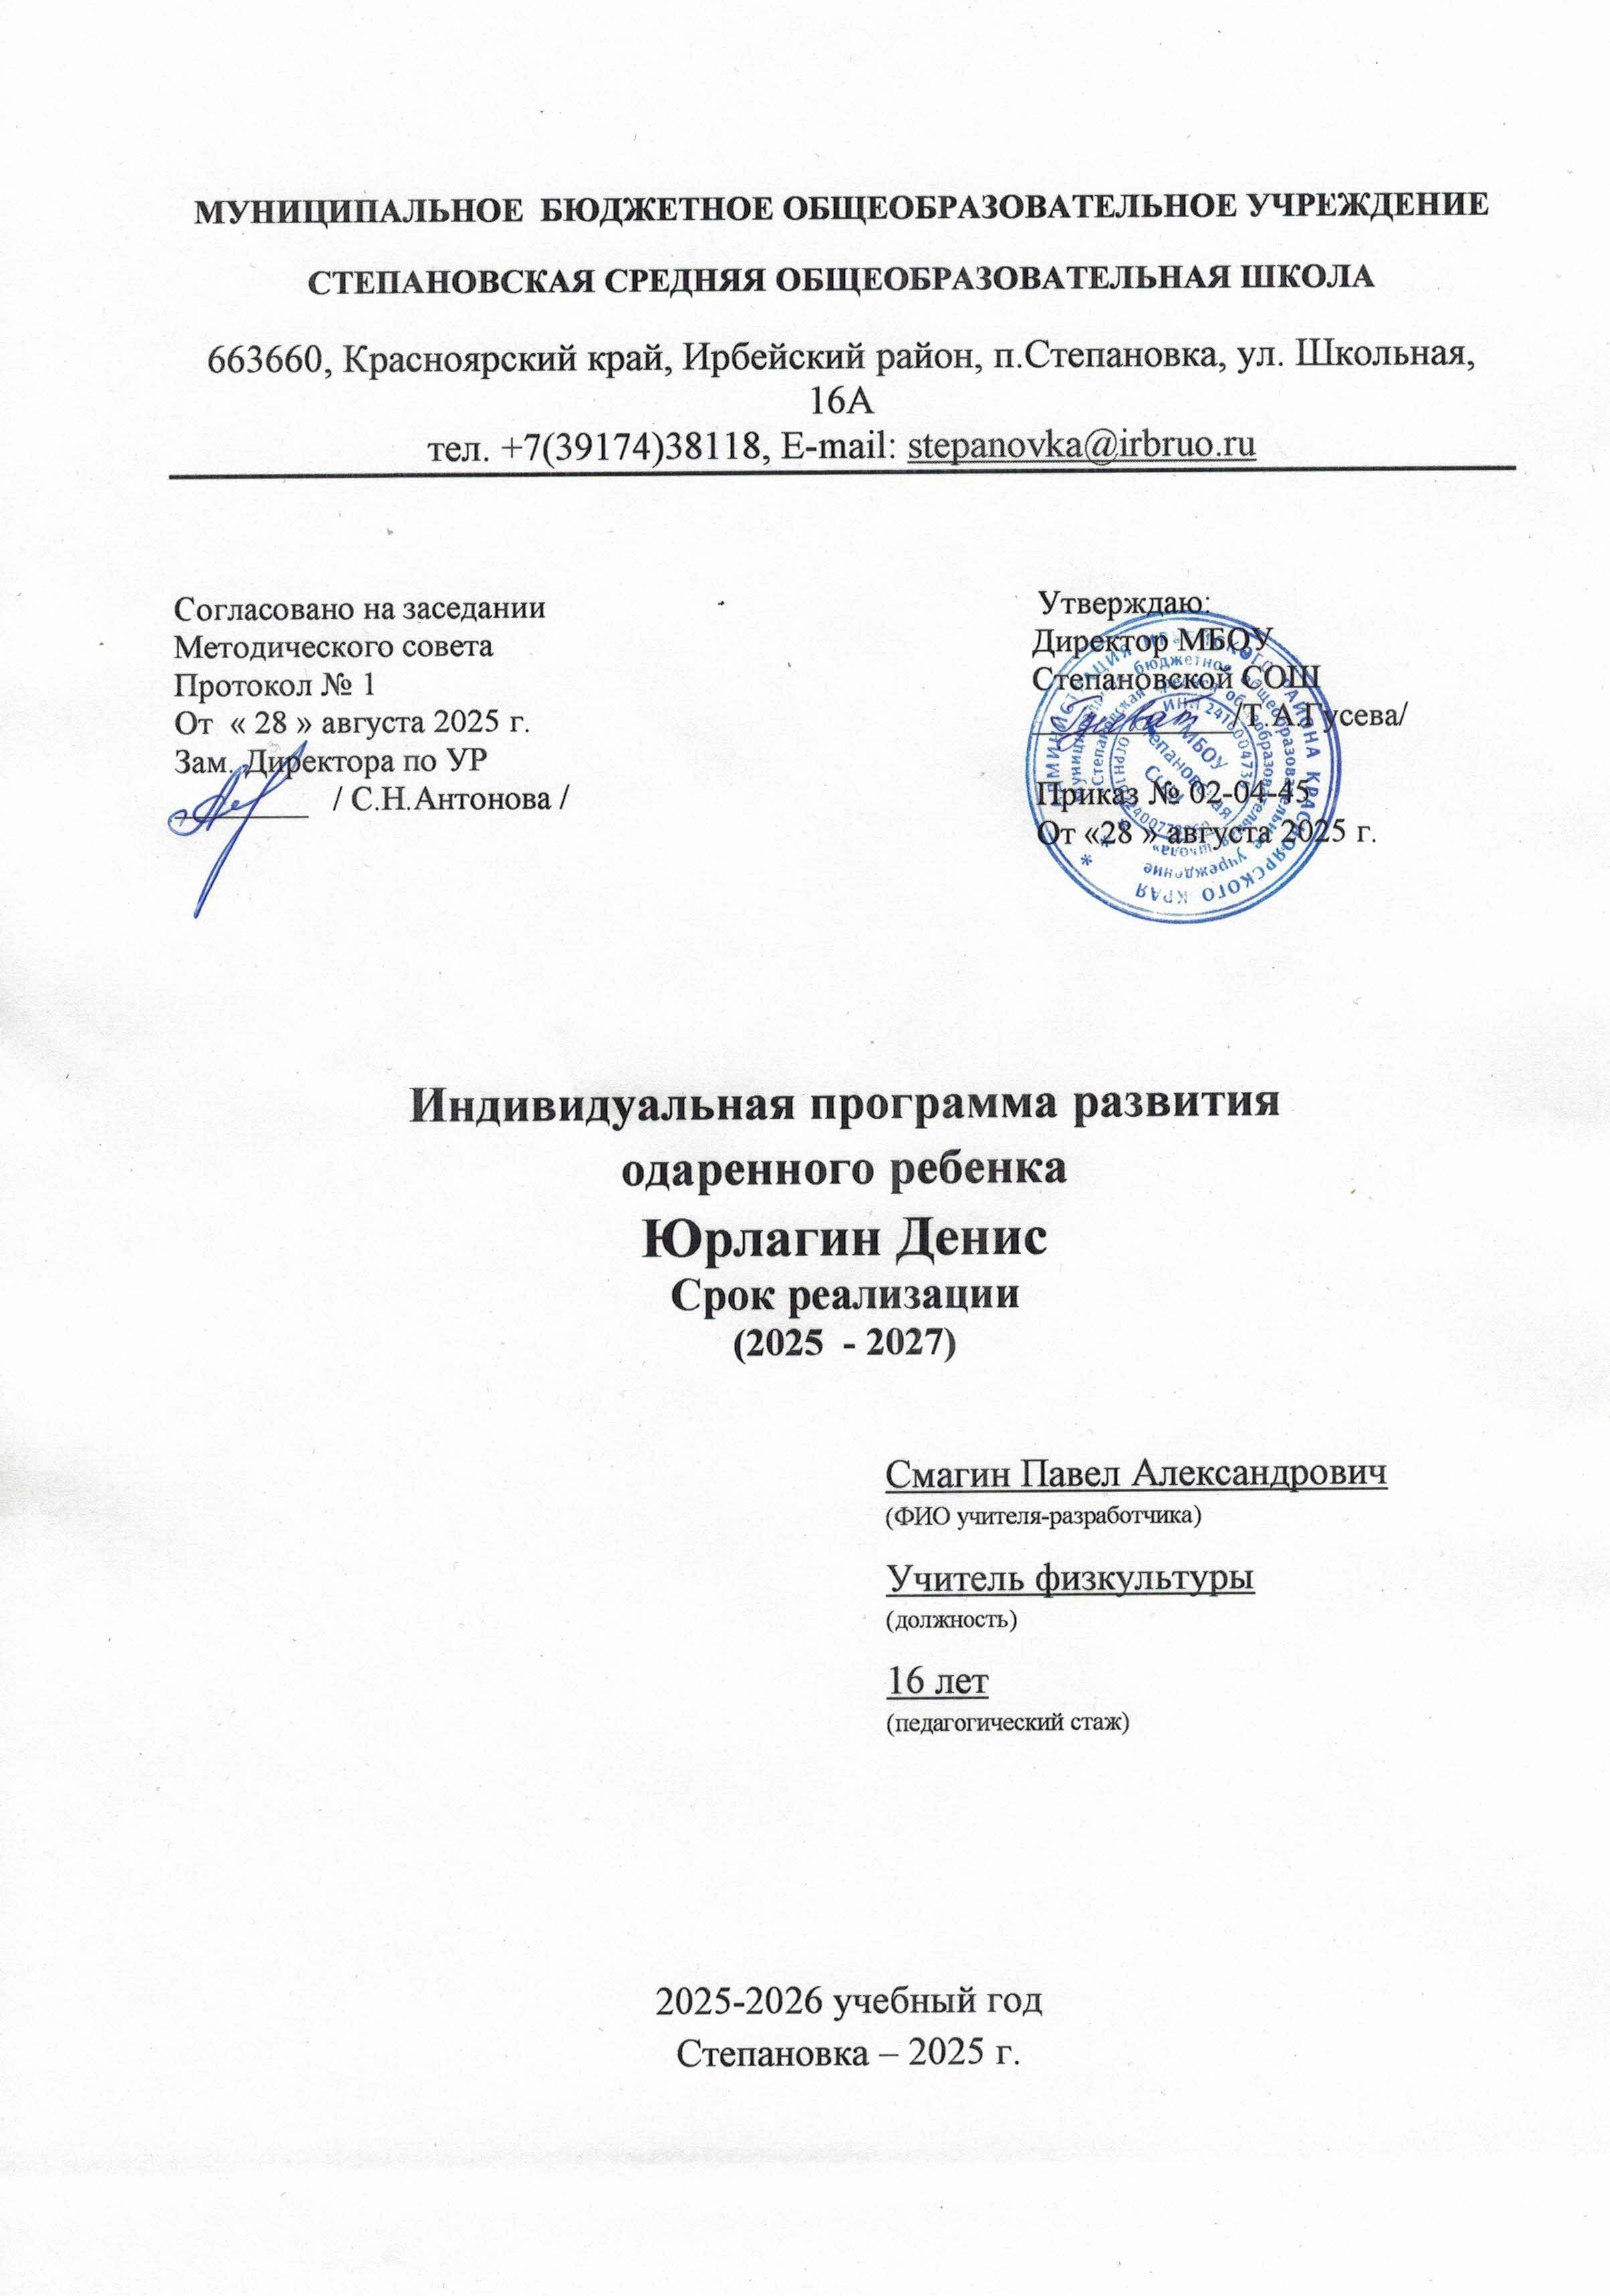 МУНИЦИПАЛЬНОЕ БЮДЖЕТНОЕ ОБЩЕОБРАЗОВАТЕЛЬНОЕ УЧРЕЖДЕНИЕ
СТЕПАНОВСКАЯ СРЕДНЯЯ ОБЩЕОБРАЗОВАТЕЛЬНАЯ ШКОЛА
663660, Красноярский край, Ирбейский район, п.Степановка, ул. Школьная,
16А
тел. +7(39174)38118, E-mail: stepanovka@irbruo.ru
Согласовано на заседании
Методического совета
Протокол № 1
От « 28 » августа 2025 г.
Зам. Директора по УР
/ С.Н.Антонова /
Утверждаю:
Директор МБОУ
Степановской СОШ
/Т.А.Гусева/
Приказ № 02-04-45
От «28 » августа 2025 г.
Индивидуальная программа развития
одаренного ребенка
Юрлагин Денис
Срок реализации
(2025 - 2027)
Смагин Павел Александрович
(ФИО учителя-разработчика)
Учитель физкультуры
(должность)
16 лет
(педагогический стаж)
2025-2026 учебный год
Степановка – 2025 г.